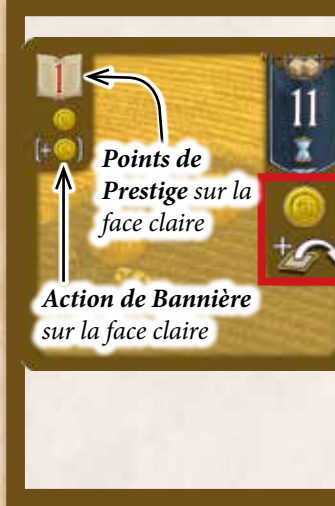 1
11
[+ ]
Points de
Prestige sur la
face claire
+
Action de Bannière
sur la face claire